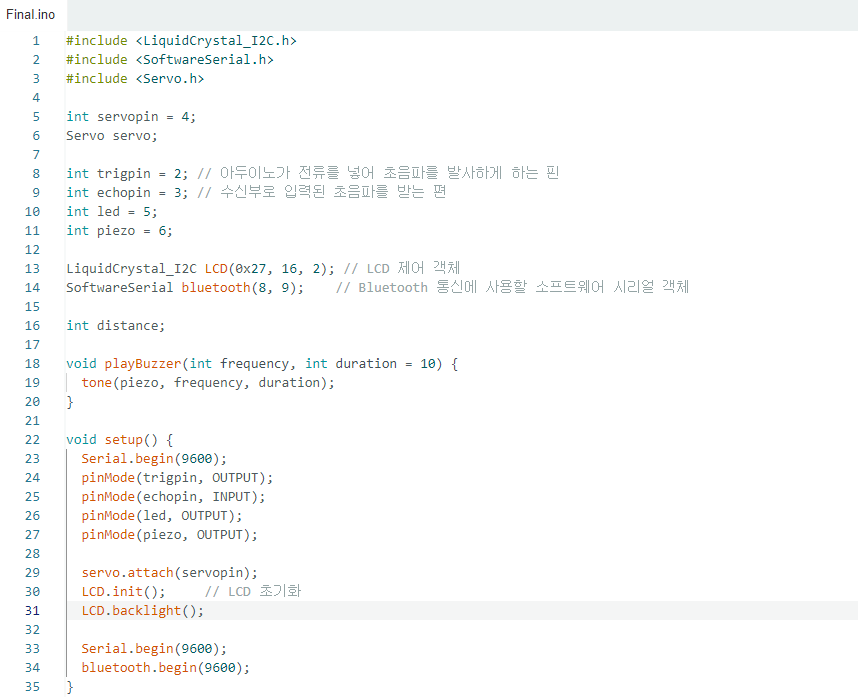 Final.ino
1 #include <LiquidCrystal_I2C.h>
2 #include <SoftwareSerial.h>
3 #include <Servo.h>
4
5 int servopin = 4;
6 Servo servo;
7
8 int trigpin = 2; // 아두이노가 전류를 넣어 초음파를 발사하게 하는 핀
9 int echopin = 3; // 수신부로 입력된 초음파를 받는 편
10 int led = 5;
11 int piezo = 6;
12
13 LiquidCrystal_I2C LCD(0x27, 16, 2); // LCD 제어 객체
14 SoftwareSerial bluetooth(8, 9);    // Bluetooth 통신에 사용할 소프트웨어 시리얼 객체
15
16 int distance;
17
18 void playBuzzer(int frequency, int duration = 10) {
19   tone(piezo, frequency, duration);
20 }
21
22 void setup() {
23   Serial.begin(9600);
24   pinMode(trigpin, OUTPUT);
25   pinMode(echopin, INPUT);
26   pinMode(led, OUTPUT);
27   pinMode(piezo, OUTPUT);
28
29   servo.attach(servopin);
30   LCD.init();     // LCD 초기화
31   LCD.backlight();
32
33   Serial.begin(9600);
34   bluetooth.begin(9600);
35 }